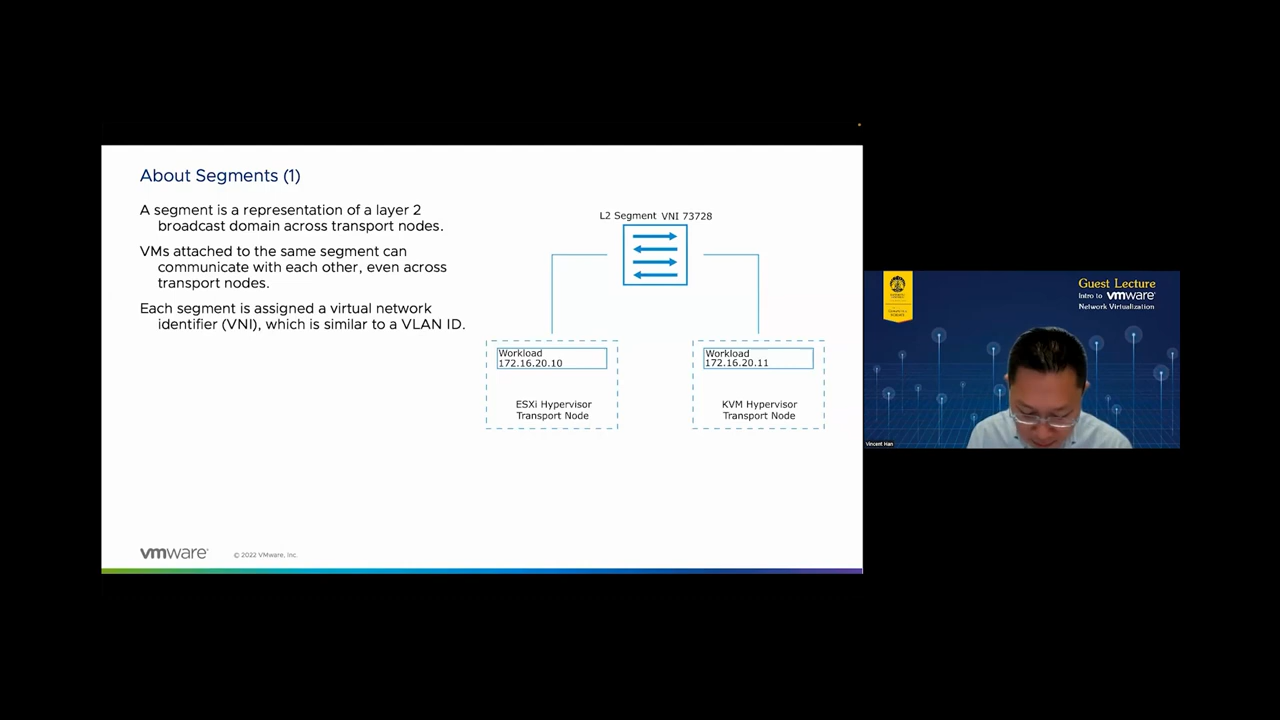 About Segments (1)
A segment is a representation of a layer 2
broadcast domain across transport nodes.
VMs attached to the same segment can
communicate with each other, even across
transport nodes.
Each segment is assigned a virtual network
identifier (VNI), which is similar to a VLAN ID.
L2 Segment VNI 73728
Workload
172.16.20.10
ESXi Hypervisor
Transport Node
Workload
172.16.20.11
KVM Hypervisor
Transport Node
vmware
© 2022 VMware, Inc.
Guest Lecture
Intro to vmware
Network Virtualization
Vincent Han